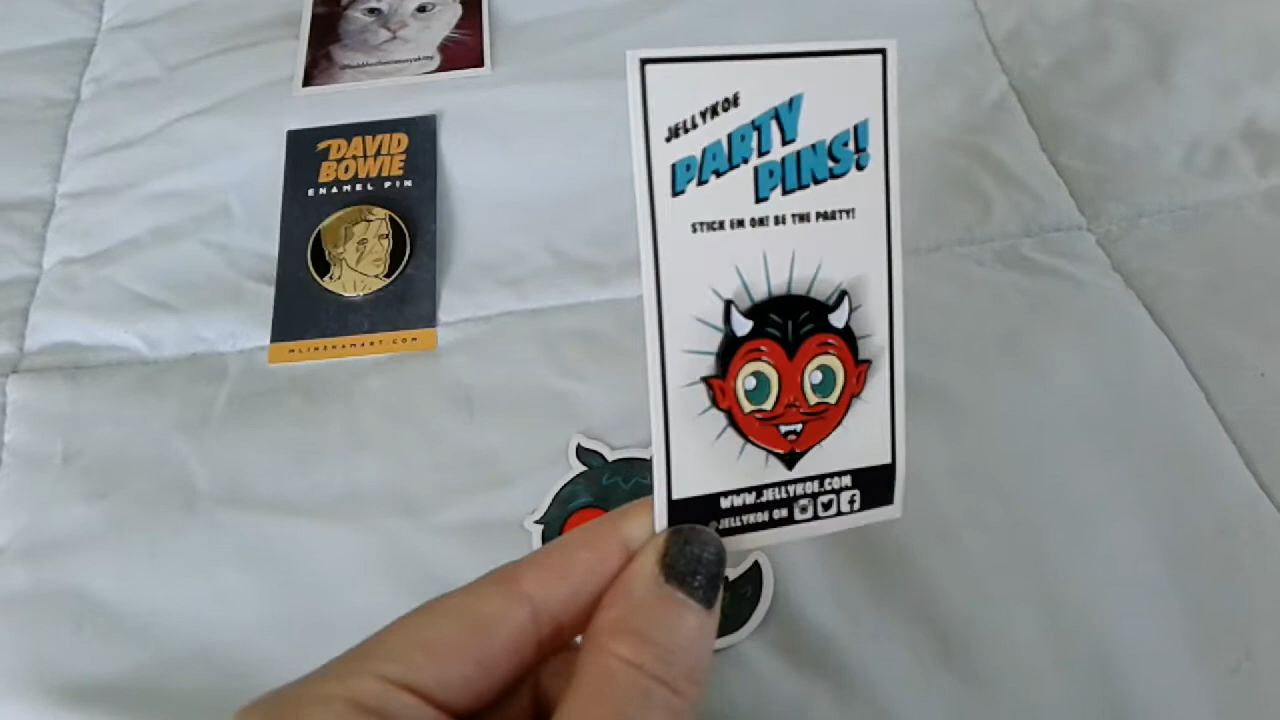 DAVID
BOWIE
ENAMEL PIN
JELLYKOE
PARTY
PINS!
STICK EM ON! BE THE PARTY!
WWW.JELLYKOE.COM
@JELLYKOE ON